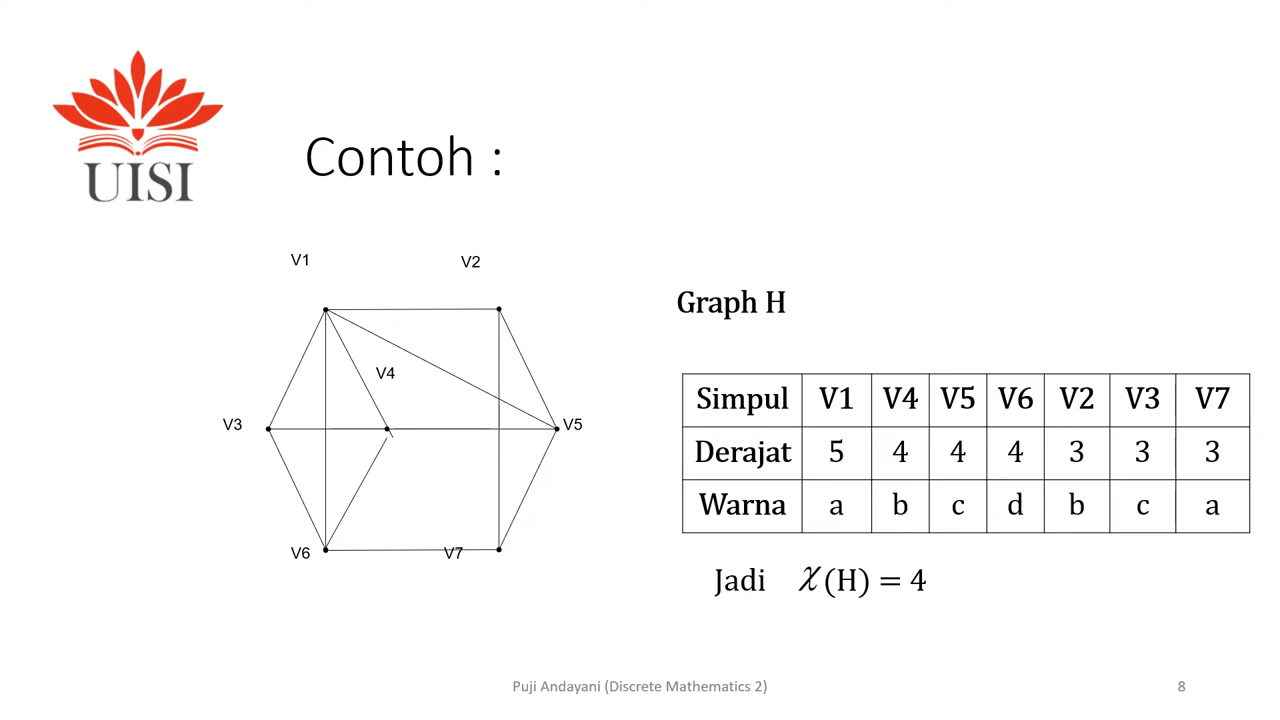 UISI
Contoh :
V1
V2
V4
V3
V5
V6
V7
Graph H
Simpul V1 V4 V5 V6 V2 V3 V7
Derajat 5 4 4 4 3 3 3
Warna a b c d b c a
Jadi χ(H) = 4
Puji Andayani (Discrete Mathematics 2)
8